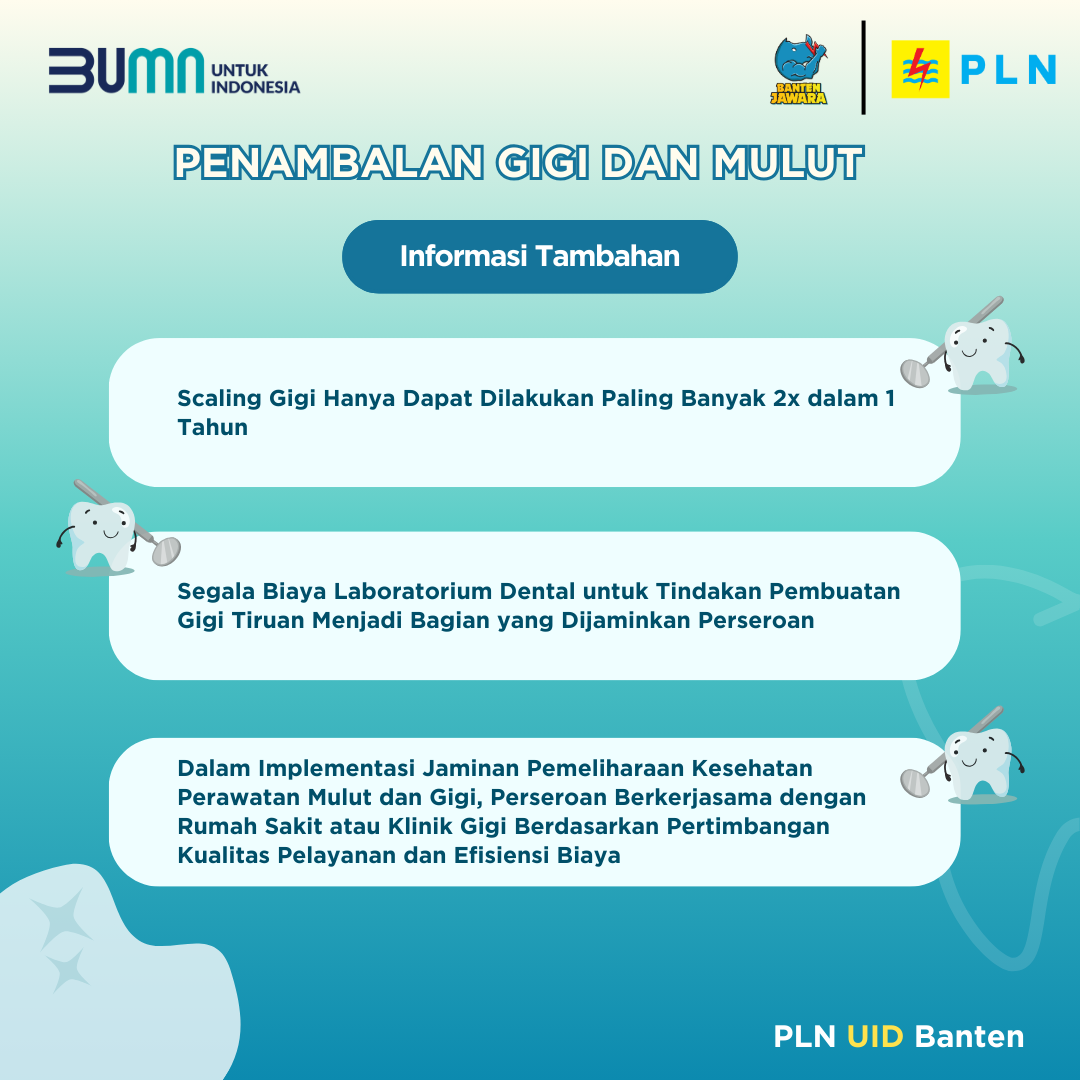 BUMN UNTUK
INDONESIA
BANTEN
JAWARA
PLN
PENAMBALAN GIGI DAN MULUT
Informasi Tambahan
Scaling Gigi Hanya Dapat Dilakukan Paling Banyak 2x dalam 1
Tahun
Segala Biaya Laboratorium Dental untuk Tindakan Pembuatan
Gigi Tiruan Menjadi Bagian yang Dijaminkan Perseroan
Dalam Implementasi Jaminan Pemeliharaan Kesehatan
Perawatan Mulut dan Gigi, Perseroan Berkerjasama dengan
Rumah Sakit atau Klinik Gigi Berdasarkan Pertimbangan
Kualitas Pelayanan dan Efisiensi Biaya
PLN UID Banten